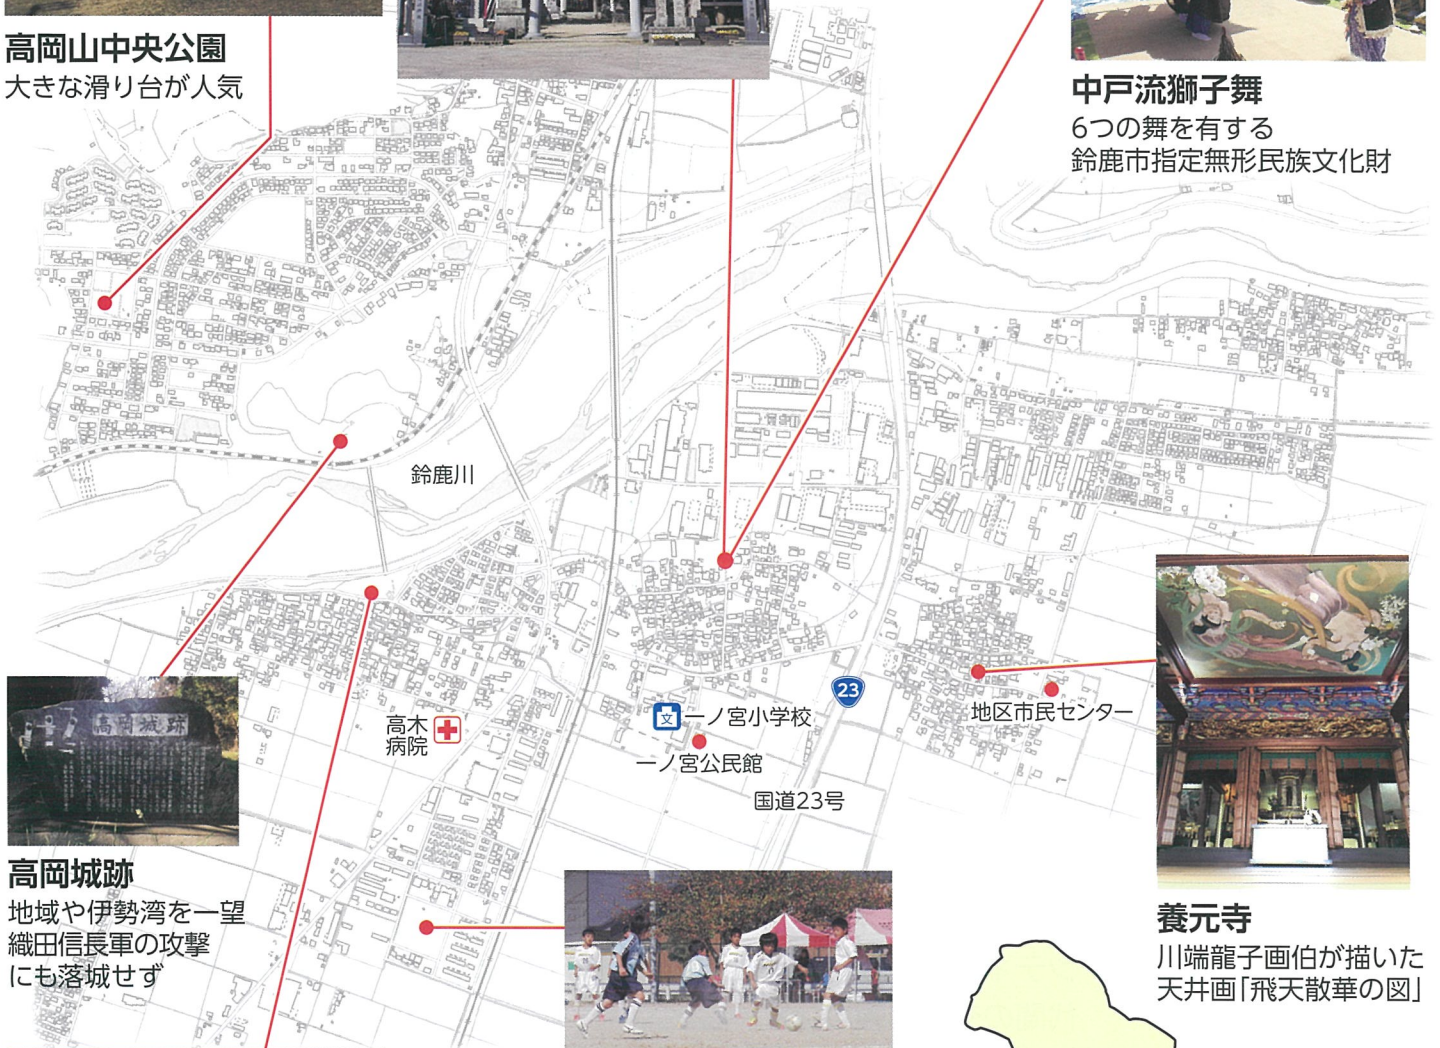 高岡山中央公園
大きな滑り台が人気
中戸流獅子舞
6つの舞を有する
鈴鹿市指定無形民族文化財
鈴鹿川
高岡城跡
高岡城跡
地域や伊勢湾を一望
織田信長軍の攻撃
にも落城せず
高木
病院
文
一ノ宮小学校
一ノ宮公民館
23
国道23号
地区市民センター
養元寺
川端龍子画伯が描いた
天井画「飛天散華の図」